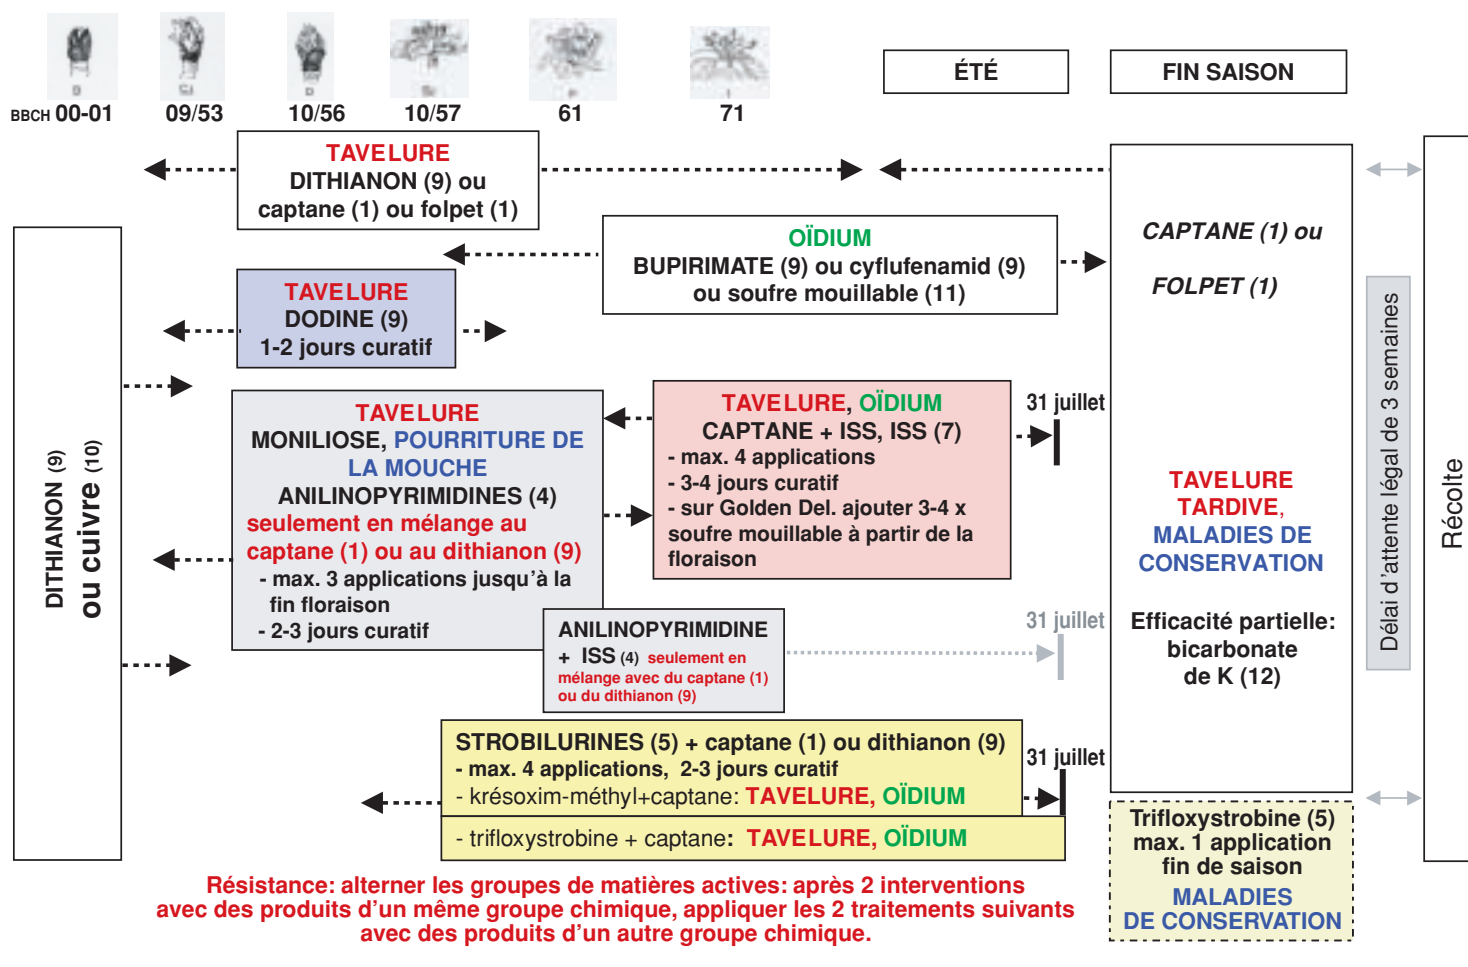 BBCH 00-01
09/53
10/56
10/57
61
71
ÉTÉ
FIN SAISON
TAVELURE
DITHIANON (9) ou
captane (1) ou folpet (1)
OÏDIUM
BUPIRIMATE (9) ou cyflufenamid (9)
ou soufre mouillable (11)
TAVELURE
DODINE (9)
1-2 jours curatif
DITHIANON (9)
ou cuivre (10)
TAVELURE
MONILIOSE, POURRITURE DE
LA MOUCHE
ANILINOPYRIMIDINES (4)
seulement en mélange au
captane (1) ou au dithianon (9)
- max. 3 applications jusqu'à la
fin floraison
- 2-3 jours curatif
TAVELURE, OÏDIUM
CAPTANE + ISS, ISS (7)
- max. 4 applications
- 3-4 jours curatif
- sur Golden Del. ajouter 3-4 x
soufre mouillable à partir de la
floraison
31 juillet
ANILINOPYRIMIDINE
+ ISS (4) seulement en
mélange avec du captane (1)
ou du dithianon (9)
31 juillet
STROBILURINES (5) + captane (1) ou dithianon (9)
- max. 4 applications, 2-3 jours curatif
- krésoxim-méthyl+captane: TAVELURE, OÏDIUM
- trifloxystrobine + captane: TAVELURE, OÏDIUM
31 juillet
CAPTANE (1) ou
FOLPET (1)
TAVELURE
TARDIVE,
MALADIES DE
CONSERVATION
Efficacité partielle:
bicarbonate
de K (12)
Trifloxystrobine (5)
max. 1 application
fin de saison
MALADIES
DE CONSERVATION
Délai d'attente légal de 3 semaines
Récolte
Résistance: alterner les groupes de matières actives: après 2 interventions
avec des produits d'un même groupe chimique, appliquer les 2 traitements suivants
avec des produits d'un autre groupe chimique.